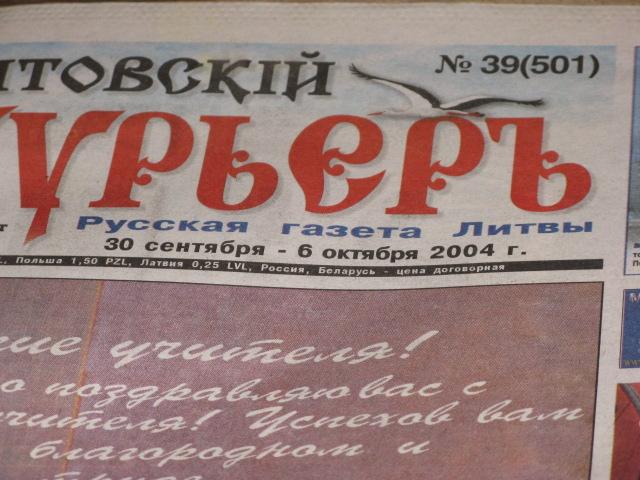 ИТОВСКІЙ
№ 39(501)
УРЬЕРЪ
Русская газета Литвы
30 сентября - 6 октября 2004 г.
Польша 1,50 PZL, Латвия 0,25 LVL, Россия, Беларусь - цена договорная
учителя!
о поздравляю вас с
учителя! Успехов вам
благородном и